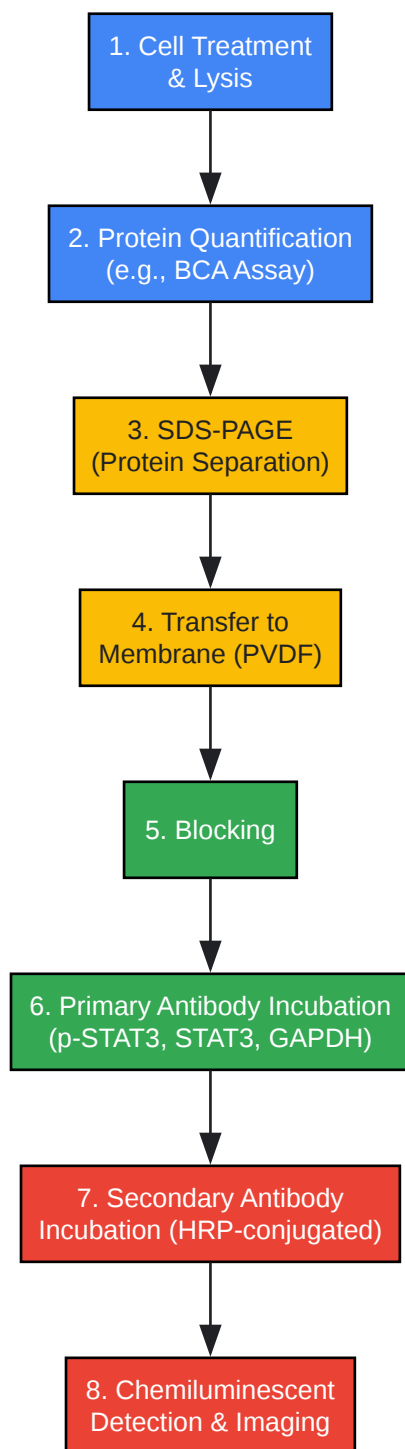 1. Cell Treatment
& Lysis
2. Protein Quantification
(e.g., BCA Assay)
3. SDS-PAGE
(Protein Separation)
4. Transfer to
Membrane (PVDF)
5. Blocking
6. Primary Antibody Incubation
(p-STAT3, STAT3, GAPDH)
7. Secondary Antibody
Incubation (HRP-conjugated)
8. Chemiluminescent
Detection & Imaging